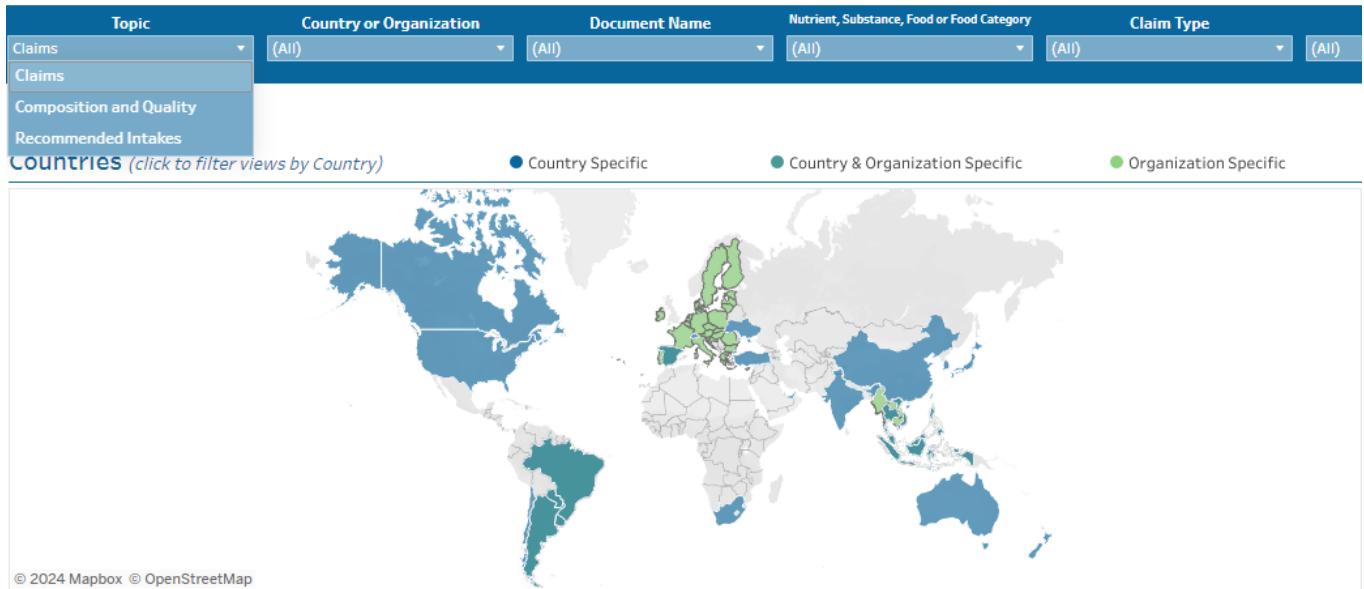 Topic
Country or Organization
Document Name
Nutrient, Substance, Food or Food Category
Claim Type
Claims
(All)
(All)
(All)
(All)
(All)
Claims
Composition and Quality
Recommended Intakes
Countries (click to filter views by Country)
Country Specific
Country & Organization Specific
Organization Specific
© 2024 Mapbox © OpenStreetMap